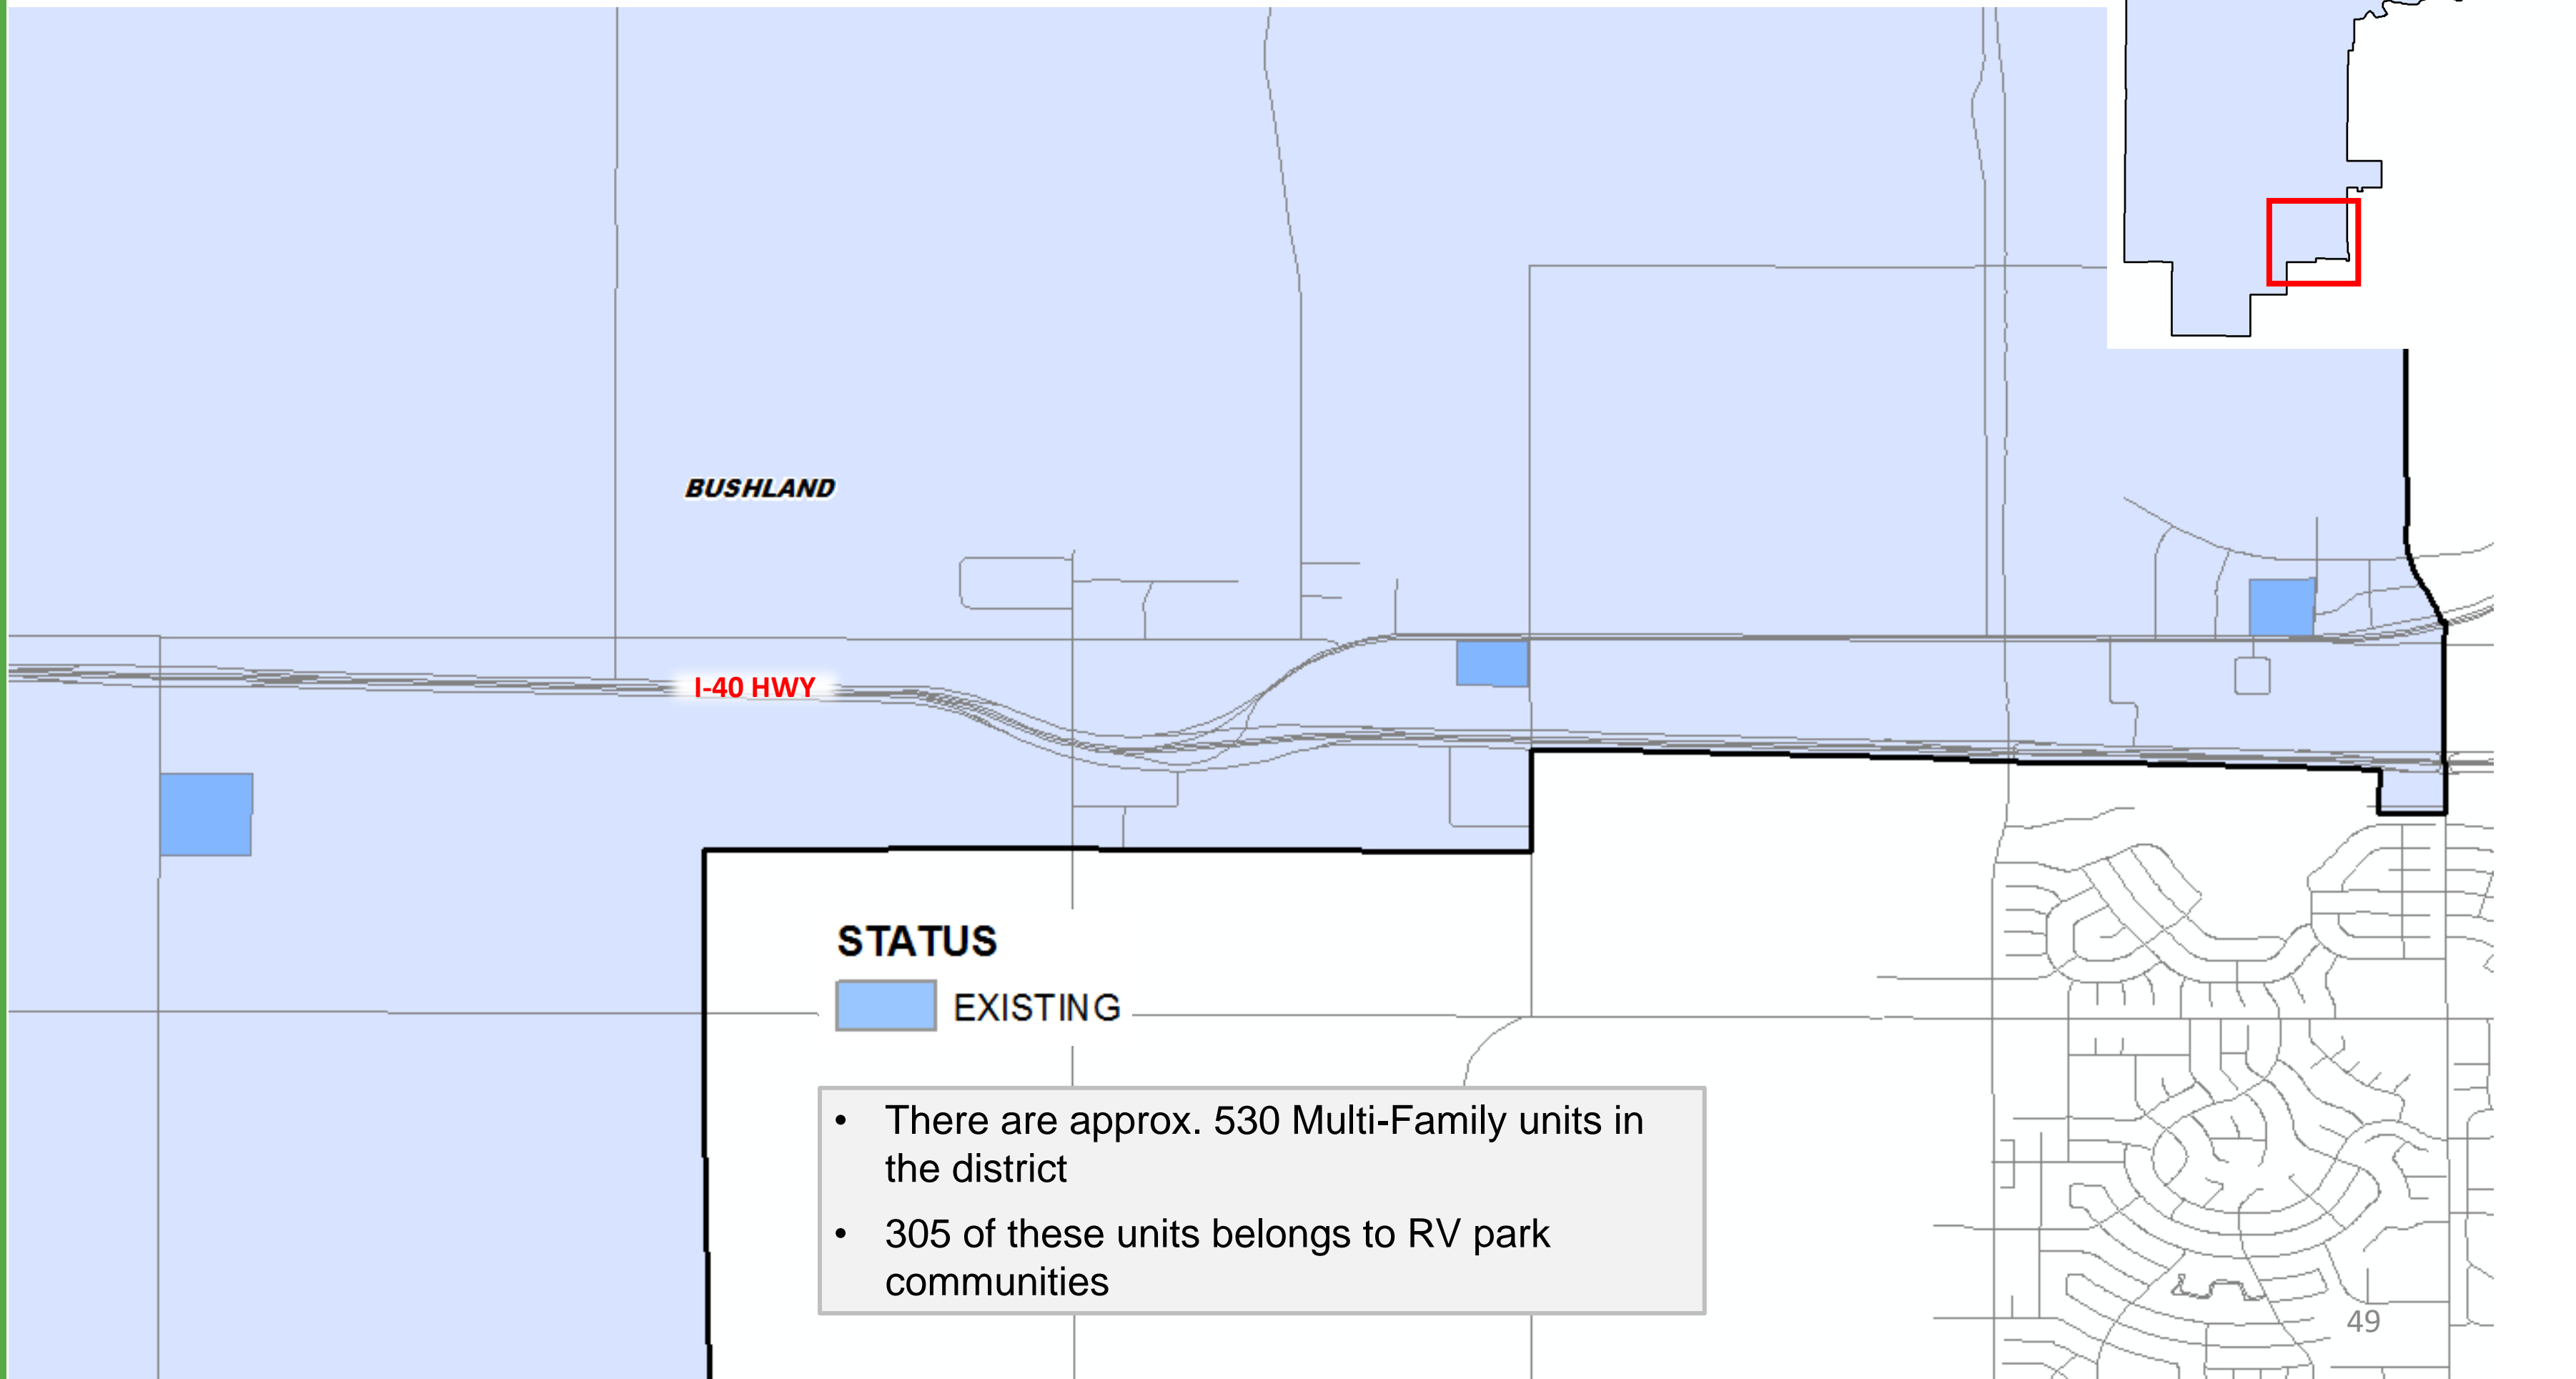 BUSHLAND
I-40 HWY
STATUS
EXISTING
• There are approx. 530 Multi-Family units in
the district
• 305 of these units belongs to RV park
communities
49